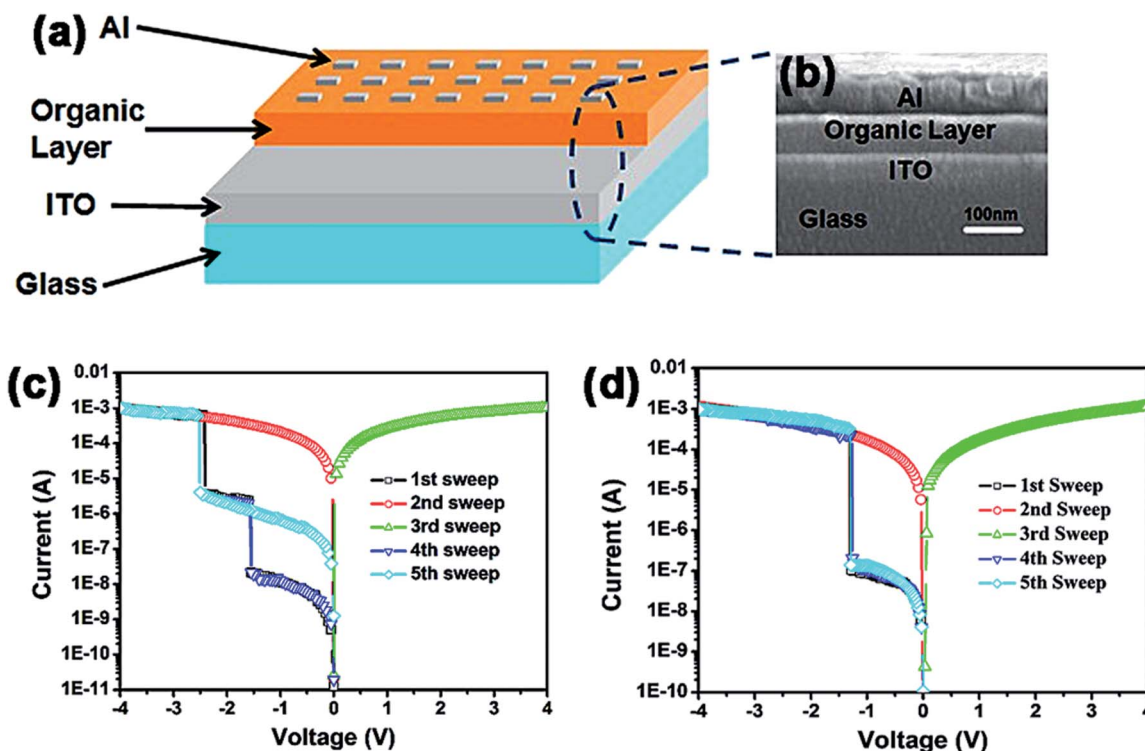 (a)
Al
Organic
Layer
ITO
Glass
(b)
Al
Organic Layer
ITO
Glass
100nm
(c)
Current (A)
0.01
1E-3
1E-4
1E-5
1E-6
1E-7
1E-8
1E-9
1E-10
1E-11
1st sweep
2nd sweep
3rd sweep
4th sweep
5th sweep
-4 -3 -2 -1 0 1 2 3 4
Voltage (V)
(d)
Current (A)
0.01
1E-3
1E-4
1E-5
1E-6
1E-7
1E-8
1E-9
1E-10
1st Sweep
2nd Sweep
3rd Sweep
4th Sweep
5th Sweep
-4 -3 -2 -1 0 1 2 3 4
Voltage (V)